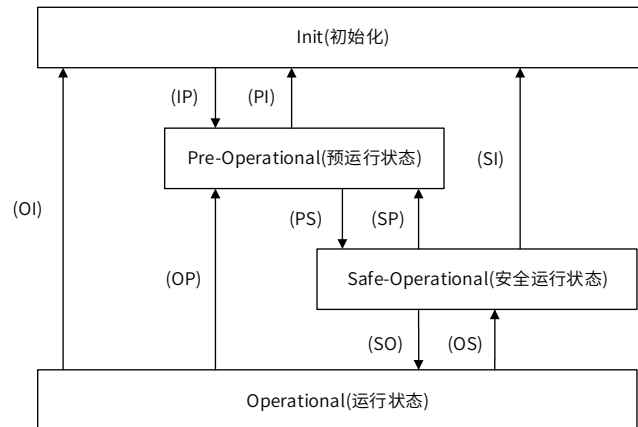 Init(初始化)
(IP)
(PI)
Pre-Operational(预运行状态)
(SI)
(OI)
(PS)
(SP)
(OP)
Safe-Operational(安全运行状态)
(SO)
(OS)
Operational(运行状态)